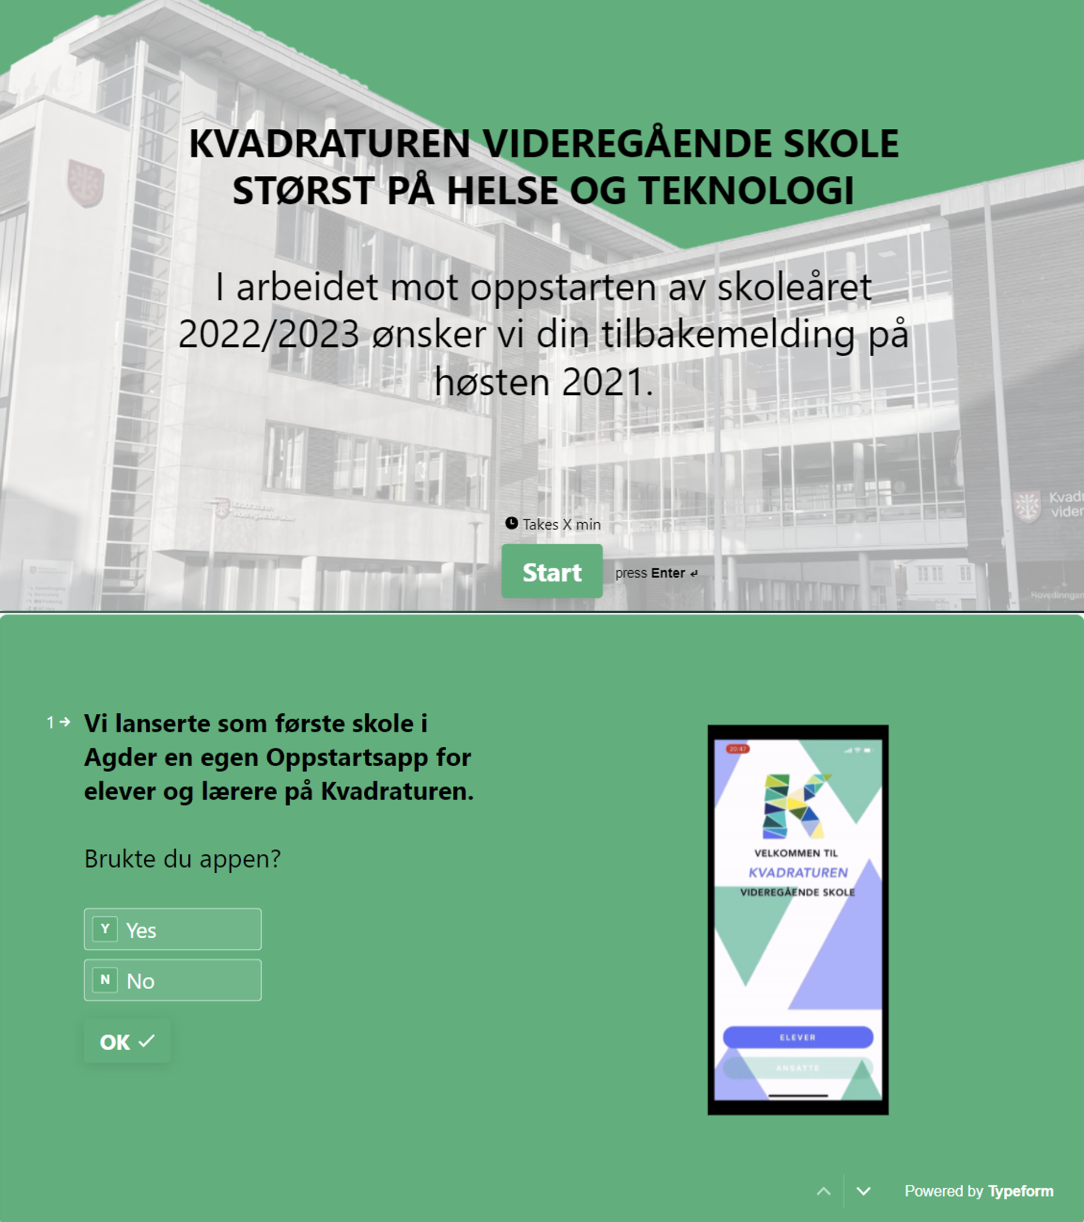 KVADRATUREN VIDEREGÅENDE SKOLE
STØRST PÅ HELSE OG TEKNOLOGI
I arbeidet mot oppstarten av skoleåret
2022/2023 ønsker vi din tilbakemelding på
høsten 2021.
Takes X min
Start press Enter ↵
1 → Vi lanserte som første skole i
Agder en egen Oppstartsapp for
elever og lærere på Kvadraturen.
Brukte du appen?
Y Yes
N No
OK ✓
20:47
K
VELKOMMEN TIL
KVADRATUREN
VIDEREGÅENDE SKOLE
ELEVER
ANSATTE
Powered by Typeform